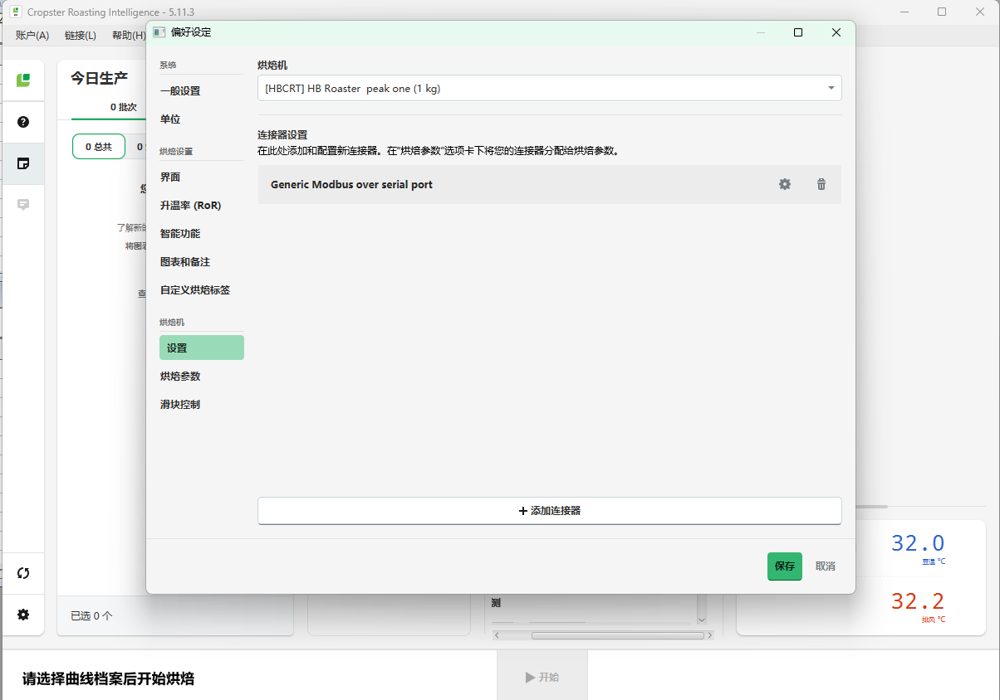 Cropster Roasting Intelligence - 5.11.3
账户(A) 链接(L) 帮助(H)
偏好设定
今日生产
0 批次
0 总共 0
了解新的
将图表
查
已选 0 个
系统
一般设置
单位
烘焙设置
界面
升温率 (RoR)
智能功能
图表和备注
自定义烘焙标签
烘焙机
设置
烘焙参数
滑块控制
烘焙机
[HBCRT] HB Roaster peak one (1 kg)
连接器设置
在此处添加和配置新连接器。在“烘焙参数”选项卡下将您的连接器分配给烘焙参数。
Generic Modbus over serial port
+ 添加连接器
保存 取消
测
32.0
豆温 °C
32.2
排风 °C
请选择曲线档案后开始烘焙
开始